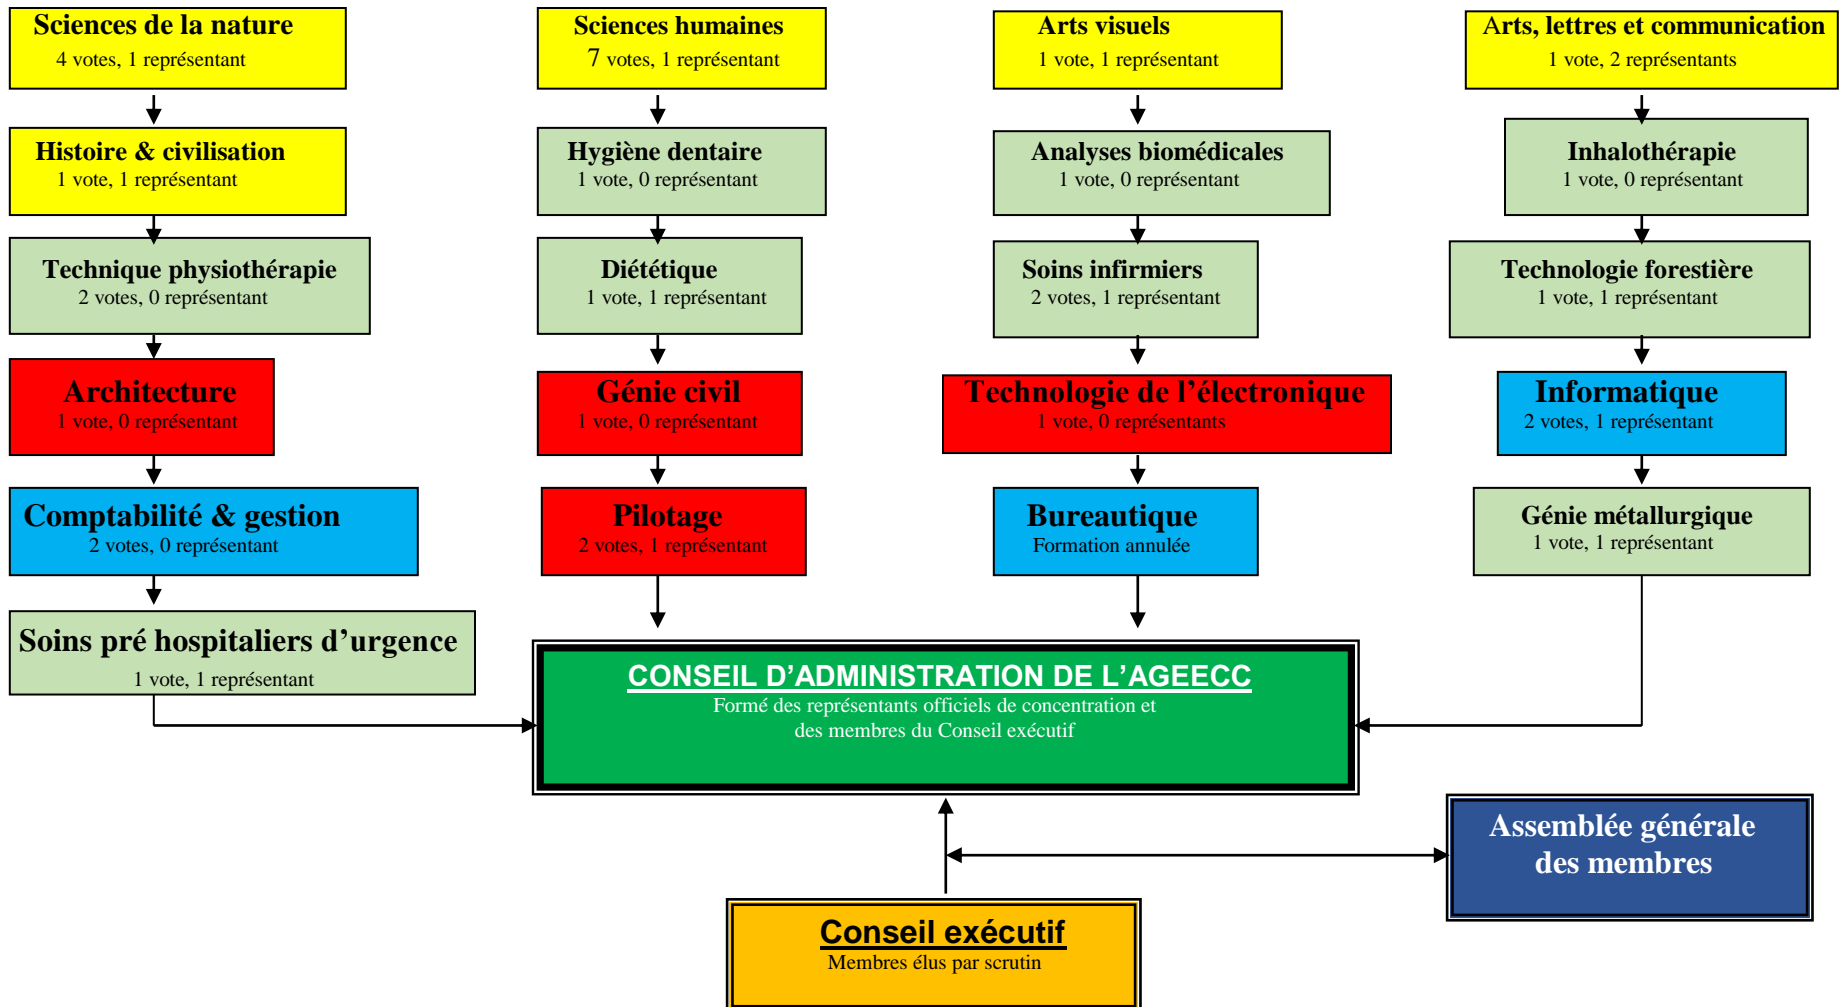 Sciences de la nature
4 votes, 1 représentant
Sciences humaines
7 votes, 1 représentant
Arts visuels
1 vote, 1 représentant
Arts, lettres et communication
1 vote, 2 représentants
Histoire & civilisation
1 vote, 1 représentant
Hygiène dentaire
1 vote, 0 représentant
Analyses biomédicales
1 vote, 0 représentant
Inhalothérapie
1 vote, 0 représentant
Technique physiothérapie
2 votes, 0 représentant
Diététique
1 vote, 1 représentant
Soins infirmiers
2 votes, 1 représentant
Technologie forestière
1 vote, 1 représentant
Architecture
1 vote, 0 représentant
Génie civil
1 vote, 0 représentant
Technologie de l’électronique
1 vote, 0 représentants
Informatique
2 votes, 1 représentant
Comptabilité & gestion
2 votes, 0 représentant
Pilotage
2 votes, 1 représentant
Bureautique
Formation annulée
Génie métallurgique
1 vote, 1 représentant
Soins pré hospitaliers d’urgence
1 vote, 1 représentant
CONSEIL D’ADMINISTRATION DE L’AGEECC
Formé des représentants officiels de concentration et
des membres du Conseil exécutif
Assemblée générale
des membres
Conseil exécutif
Membres élus par scrutin